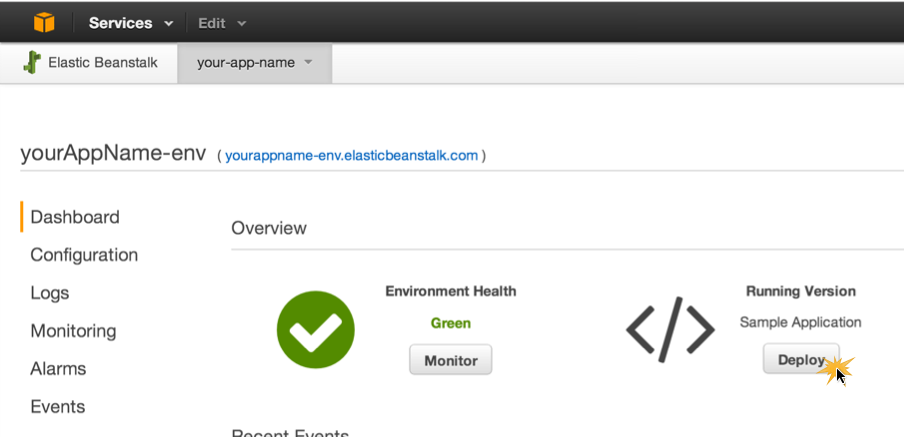 Services Edit
Elastic Beanstalk your-app-name
yourAppName-env ( yourappname-env.elasticbeanstalk.com )
Dashboard
Configuration
Logs
Monitoring
Alarms
Events
Overview
Environment Health
Green
Monitor
Running Version
Sample Application
Deploy
Recent Events